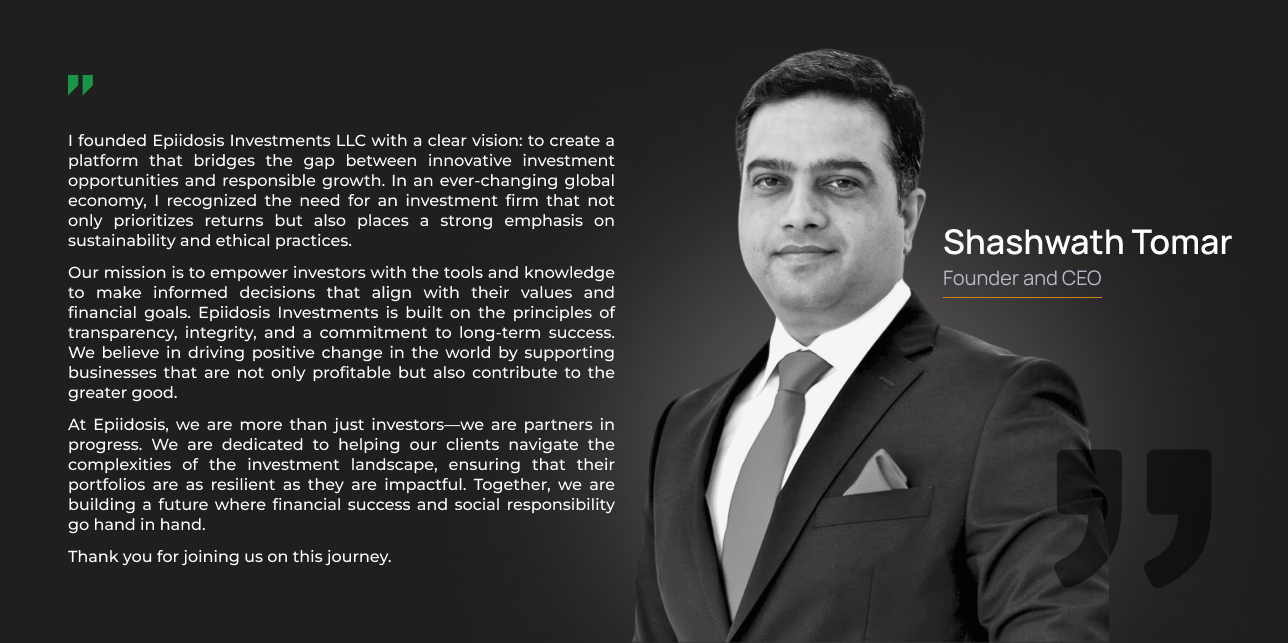 I founded Epiidosis Investments LLC with a clear vision: to create a
platform that bridges the gap between innovative investment
opportunities and responsible growth. In an ever-changing global
economy, I recognized the need for an investment firm that not
only prioritizes returns but also places a strong emphasis on
sustainability and ethical practices.
Our mission is to empower investors with the tools and knowledge
to make informed decisions that align with their values and
financial goals. Epiidosis Investments is built on the principles of
transparency, integrity, and a commitment to long-term success.
We believe in driving positive change in the world by supporting
businesses that are not only profitable but also contribute to the
greater good.
At Epiidosis, we are more than just investors—we are partners in
progress. We are dedicated to helping our clients navigate the
complexities of the investment landscape, ensuring that their
portfolios are as resilient as they are impactful. Together, we are
building a future where financial success and social responsibility
go hand in hand.
Thank you for joining us on this journey.
Shashwath Tomar
Founder and CEO